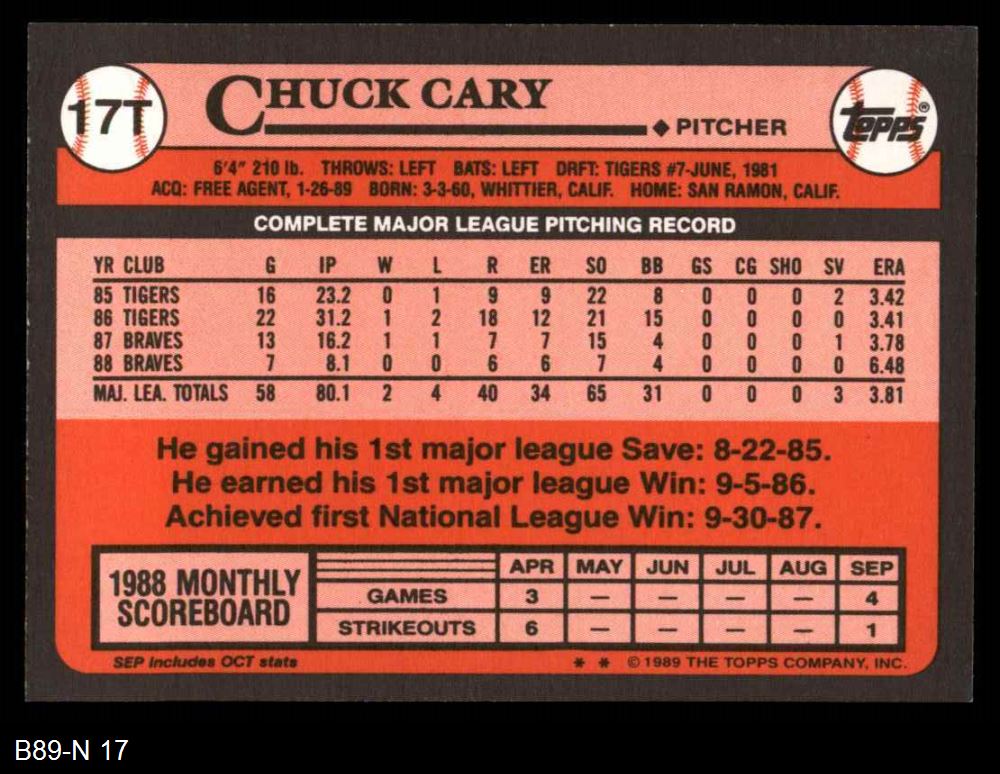 17T
CHUCK CARY
◆ PITCHER
TOPPS®
6'4" 210 lb. THROWS: LEFT BATS: LEFT DRFT: TIGERS #7-JUNE, 1981
ACQ: FREE AGENT, 1-26-89 BORN: 3-3-60, WHITTIER, CALIF. HOME: SAN RAMON, CALIF.
COMPLETE MAJOR LEAGUE PITCHING RECORD
YR CLUB G IP W L R ER SO BB GS CG SHO SV ERA
85 TIGERS 16 23.2 0 1 9 9 22 8 0 0 0 2 3.42
86 TIGERS 22 31.2 1 2 18 12 21 15 0 0 0 0 3.41
87 BRAVES 13 16.2 1 1 7 7 15 4 0 0 0 1 3.78
88 BRAVES 7 8.1 0 0 6 6 7 4 0 0 0 0 6.48
MAJ. LEA. TOTALS 58 80.1 2 4 40 34 65 31 0 0 0 3 3.81
He gained his 1st major league Save: 8-22-85.
He earned his 1st major league Win: 9-5-86.
Achieved first National League Win: 9-30-87.
1988 MONTHLY
SCOREBOARD
APR MAY JUN JUL AUG SEP
GAMES 3 — — — — 4
STRIKEOUTS 6 — — — — 1
SEP includes OCT stats
* * © 1989 THE TOPPS COMPANY, INC.
B89-N 17